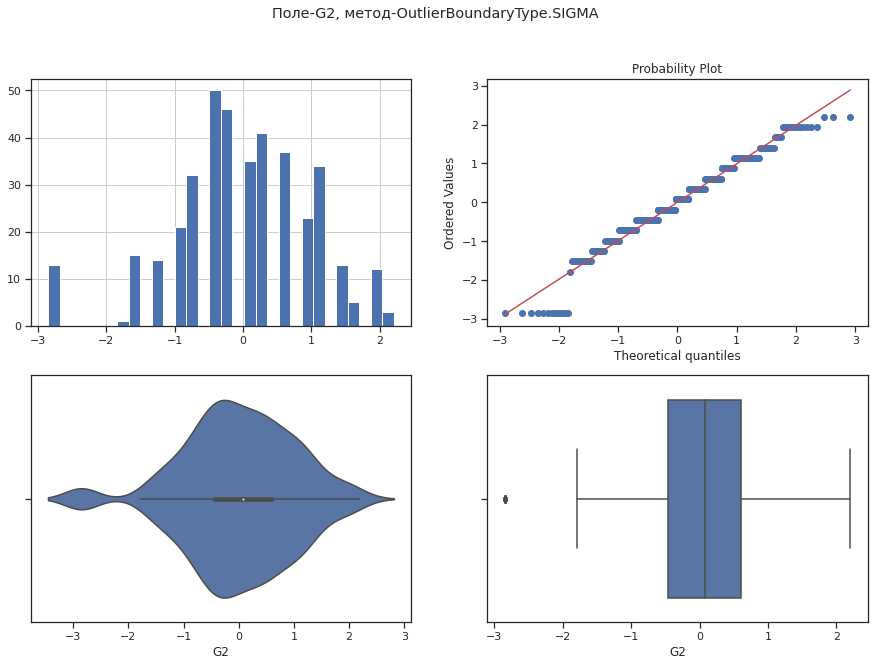 Поле-G2, метод-OutlierBoundaryType.SIGMA
50
40
30
20
10
0
−3 −2 −1 0 1 2
Probability Plot
Ordered Values
3
2
1
0
−1
−2
−3
−3 −2 −1 0 1 2 3
Theoretical quantiles
−3 −2 −1 0 1 2 3
G2
−3 −2 −1 0 1 2
G2